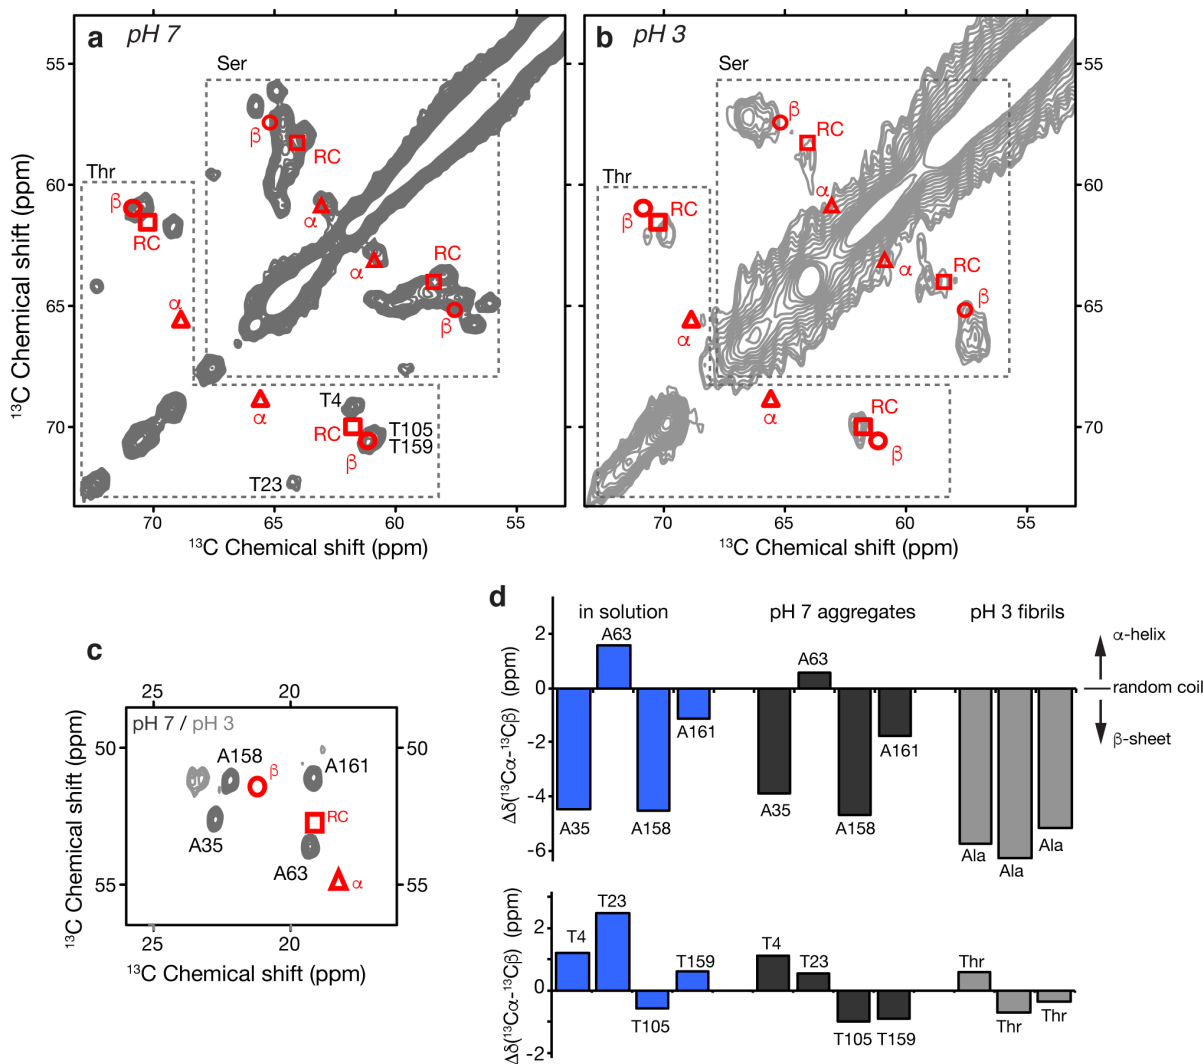 a pH 7
b pH 3
Ser
Ser
Thr
Thr
β
RC
α
β
RC
α
α
RC
β
α
RC
β
T4
T105
T159
T23
β
RC
α
β
RC
α
α
RC
β
α
RC
β
55
60
65
70
55
60
65
70
70
65
60
55
70
65
60
55
¹³C Chemical shift (ppm)
¹³C Chemical shift (ppm)
¹³C Chemical shift (ppm)
c
25
20
pH 7 / pH 3
50
50
A158
β
A161
RC
A35
A63
α
55
55
25
20
¹³C Chemical shift (ppm)
¹³C Chemical shift (ppm)
d
in solution
pH 7 aggregates
pH 3 fibrils
Δδ(¹³Cα-¹³Cβ) (ppm)
2
0
-2
-4
-6
A35
A63
A158
A161
A35
A63
A158
A161
Ala
Ala
Ala
α-helix
random coil
β-sheet
Δδ(¹³Cα-¹³Cβ) (ppm)
2
0
-2
T4
T23
T105
T159
T4
T23
T105
T159
Thr
Thr
Thr